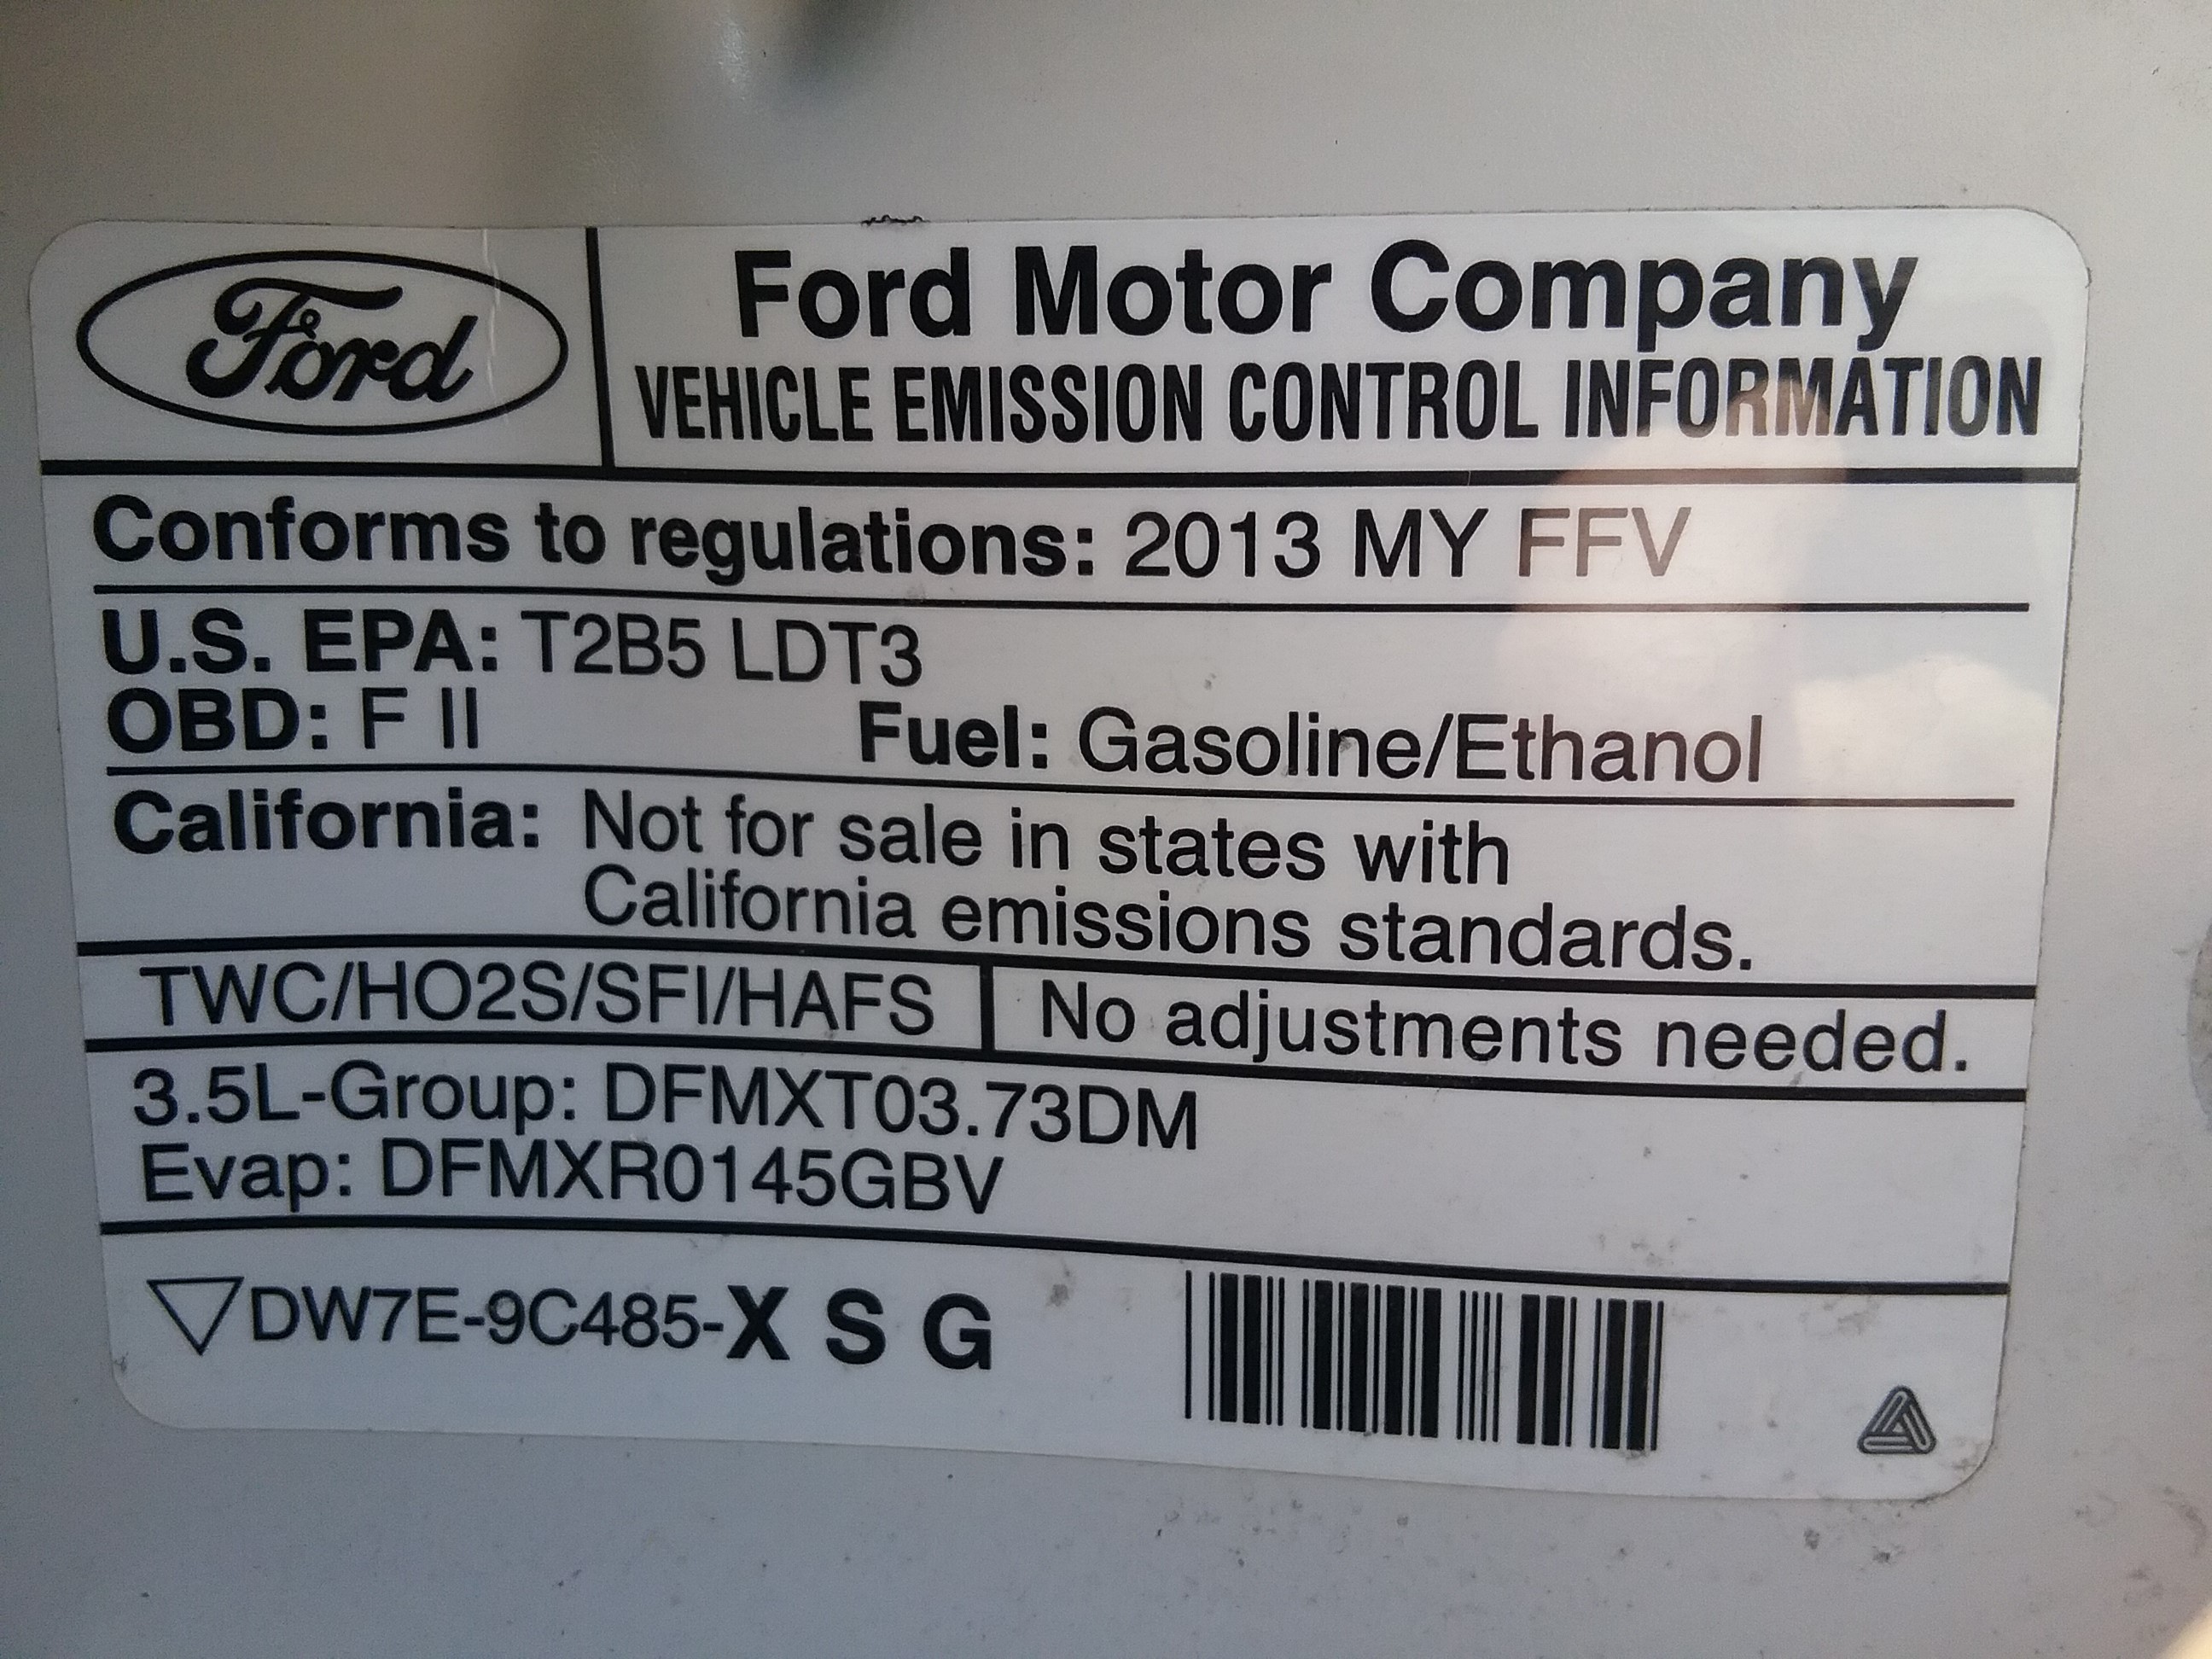 Ford
Ford Motor Company
VEHICLE EMISSION CONTROL INFORMATION
Conforms to regulations: 2013 MY FFV
U.S. EPA: T2B5 LDT3
OBD: F II Fuel: Gasoline/Ethanol
California: Not for sale in states with
California emissions standards.
TWC/HO2S/SFI/HAFS No adjustments needed.
3.5L-Group: DFMXT03.73DM
Evap: DFMXR0145GBV
DW7E-9C485-X S G